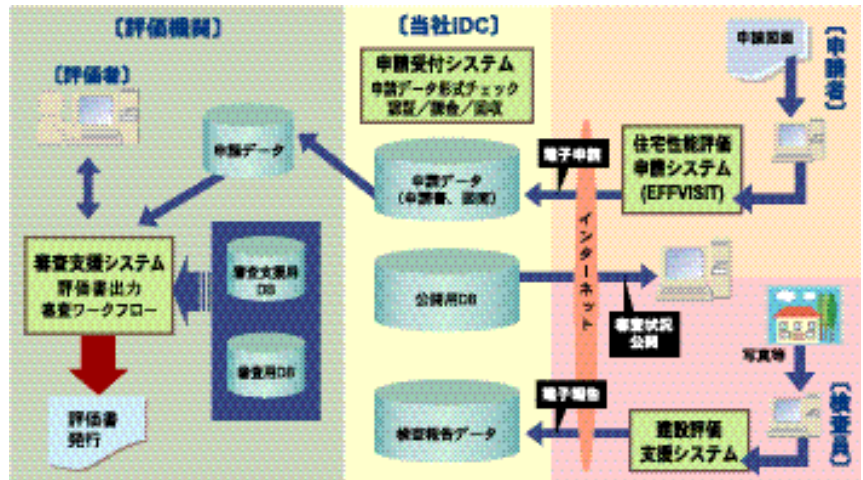 〔評価機関〕
〔評価者〕
申請データ
審査支援システム
評価書出力
審査ワークフロー
審査支援用
DB
審査用DB
評価書
発行
〔当社iDC〕
申請受付システム
申請データ形式チェック
認証／課金／回収
申請データ
(申請書、図面)
公開用DB
検査報告データ
電子申請
インターネット
審査状況
公開
電子報告
申請図面
〔申請者〕
住宅性能評価
申請システム
(EFFVISIT)
写真等
〔検査員〕
建設評価
支援システム